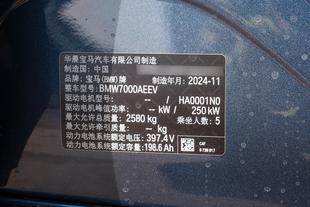 华晨宝马汽车有限公司制造
制造国：中国
品牌：宝马(BMW)牌 制造年月：2024-11
整车型号：BMW7000AEEV
驱动电机型号： -- / HA0001N0
驱动电机峰值功率： -- kW / 250 kW
最大允许总质量：2580 kg 乘坐人数：5
最大允许牵引质量： -- kg
动力电池系统额定电压：397.4V
动力电池系统额定容量：198.6Ah
CAF